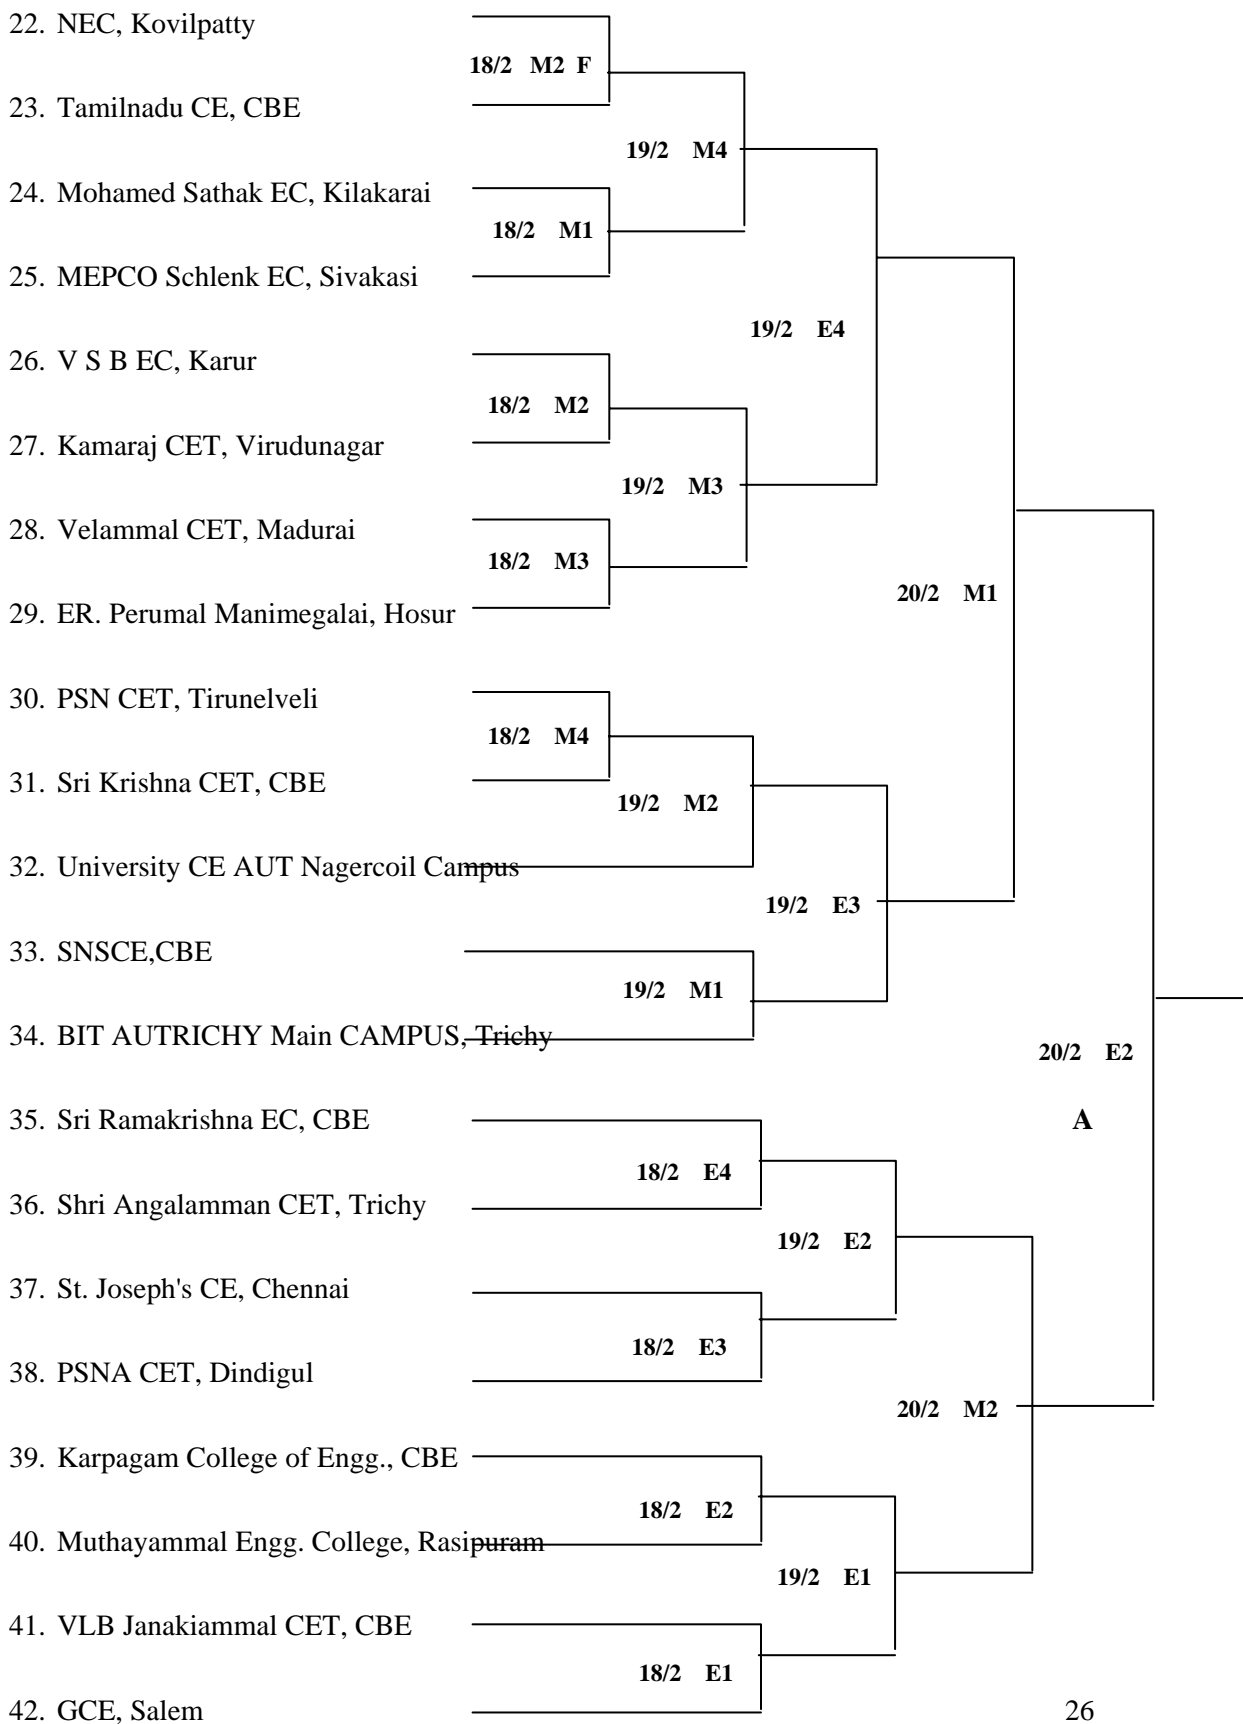 22. NEC, Kovilpatty
18/2 M2 F
23. Tamilnadu CE, CBE
19/2 M4
24. Mohamed Sathak EC, Kilakarai
18/2 M1
25. MEPCO Schlenk EC, Sivakasi
19/2 E4
26. V S B EC, Karur
18/2 M2
27. Kamaraj CET, Virudunagar
19/2 M3
28. Velammal CET, Madurai
18/2 M3
20/2 M1
29. ER. Perumal Manimegalai, Hosur
30. PSN CET, Tirunelveli
18/2 M4
31. Sri Krishna CET, CBE
19/2 M2
32. University CE AUT Nagercoil Campus
19/2 E3
33. SNSCE,CBE
19/2 M1
34. BIT AUTRICHY Main CAMPUS, Trichy
20/2 E2
35. Sri Ramakrishna EC, CBE
A
18/2 E4
36. Shri Angalamman CET, Trichy
19/2 E2
37. St. Joseph's CE, Chennai
18/2 E3
38. PSNA CET, Dindigul
20/2 M2
39. Karpagam College of Engg., CBE
18/2 E2
40. Muthayammal Engg. College, Rasipuram
19/2 E1
41. VLB Janakiammal CET, CBE
18/2 E1
42. GCE, Salem
26